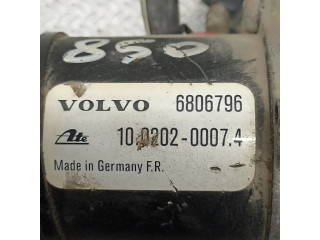 850
VOLVO 6806796
Ate 10.0202-0007.4
Made in Germany F.R.